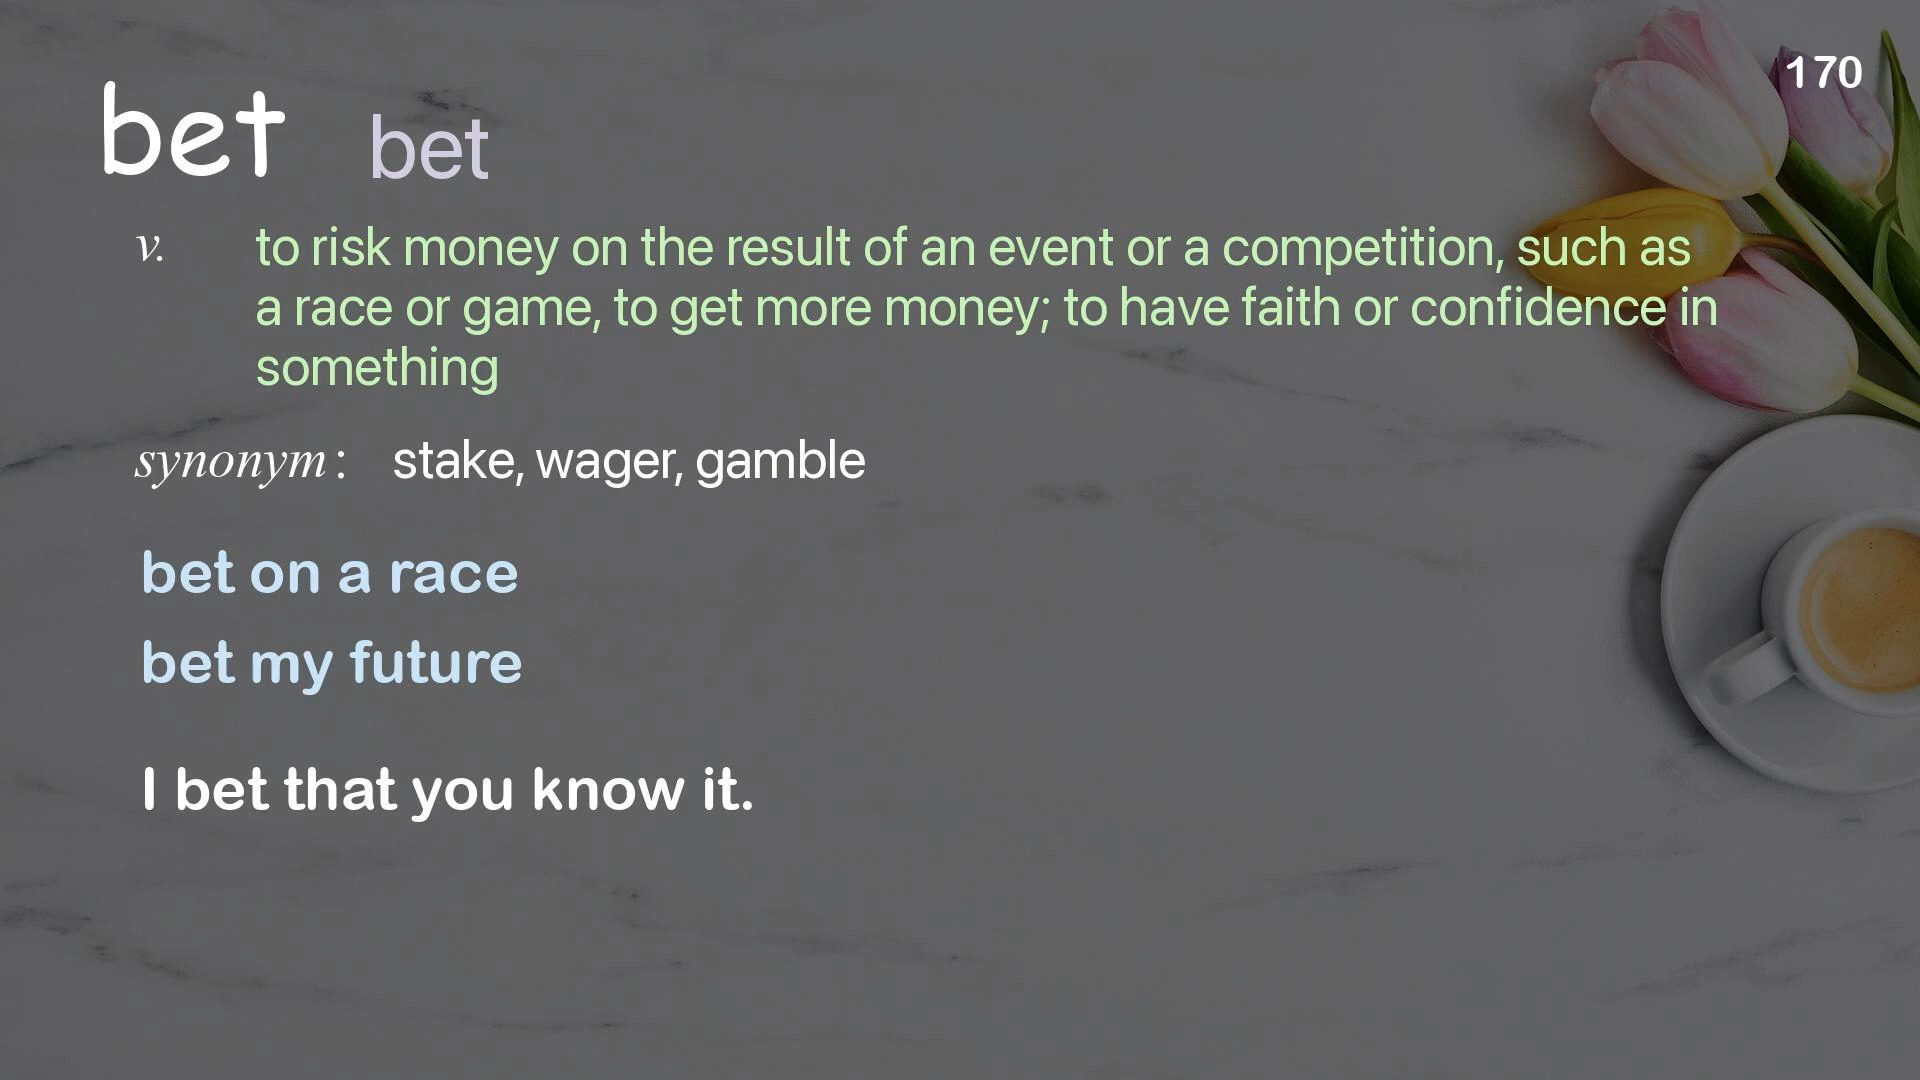 170
bet bet
v. to risk money on the result of an event or a competition, such as
a race or game, to get more money; to have faith or confidence in
something
synonym: stake, wager, gamble
bet on a race
bet my future
I bet that you know it.